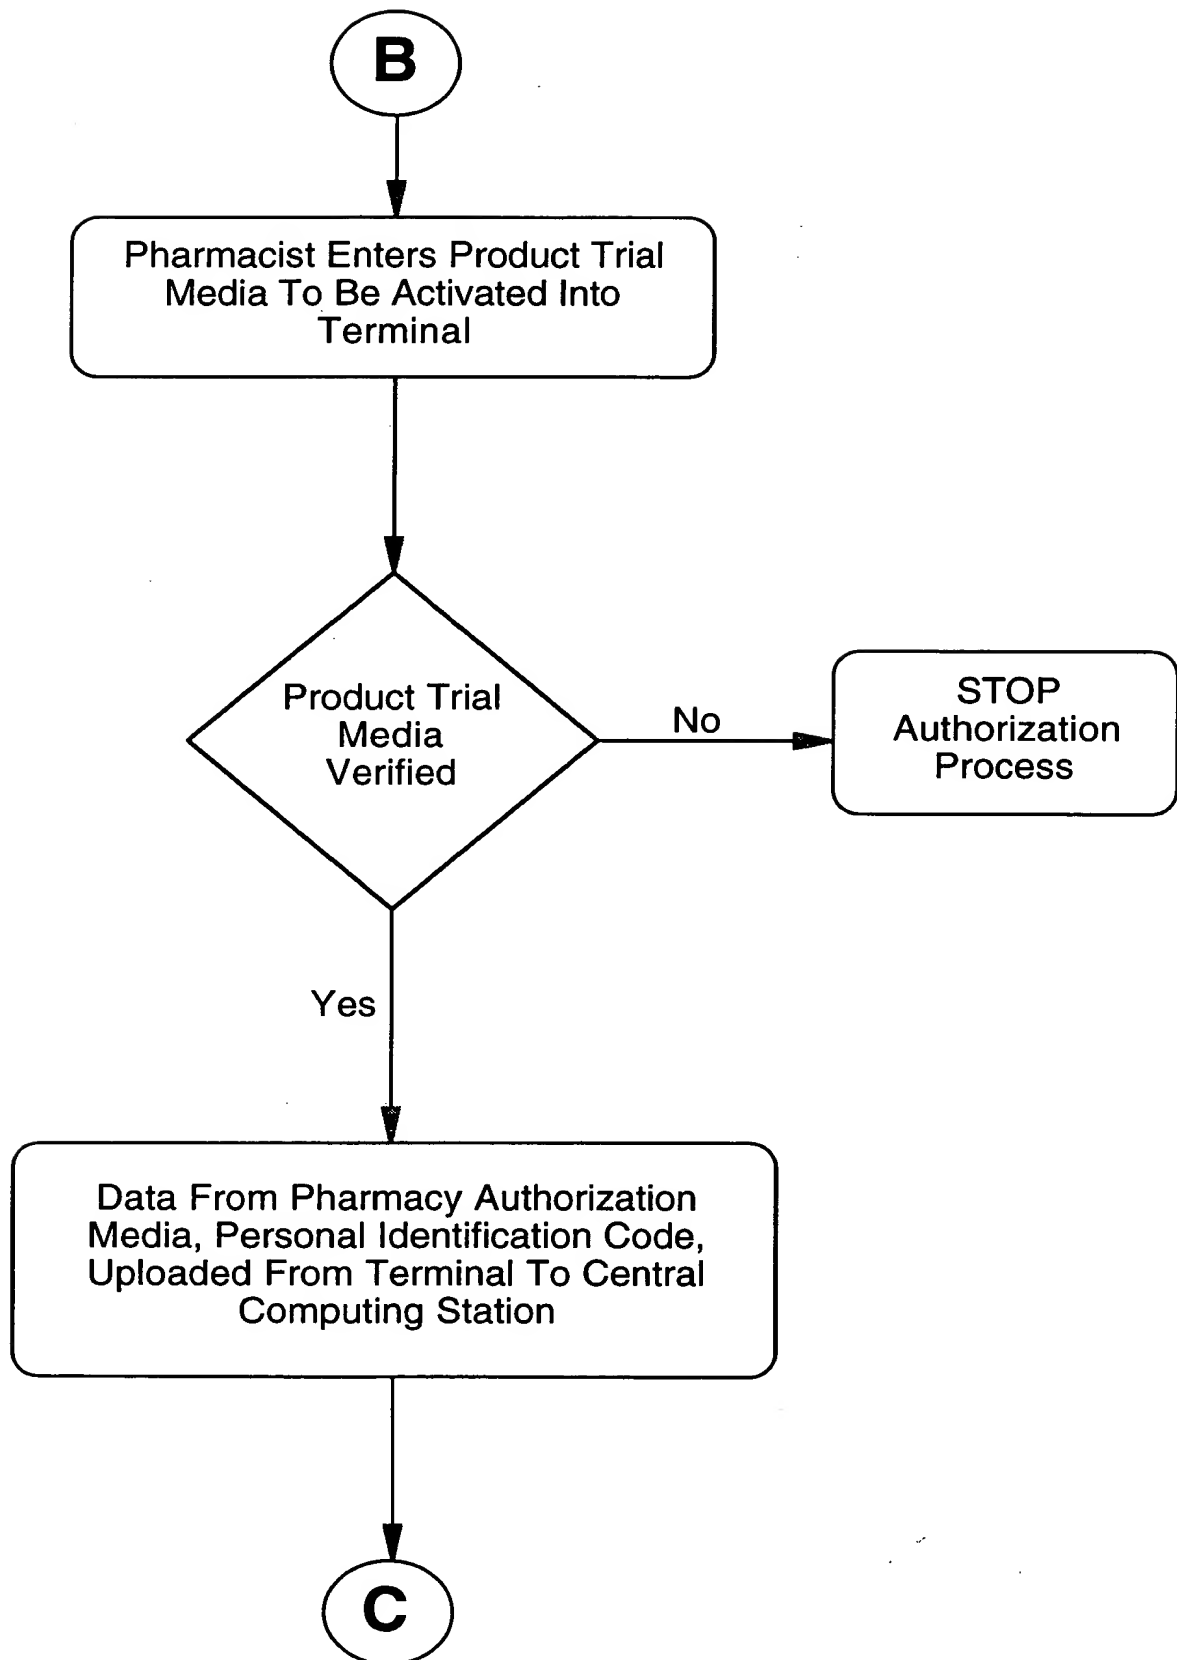 B
Pharmacist Enters Product Trial
Media To Be Activated Into
Terminal
Product Trial
Media
Verified
No
STOP
Authorization
Process
Yes
Data From Pharmacy Authorization
Media, Personal Identification Code,
Uploaded From Terminal To Central
Computing Station
C